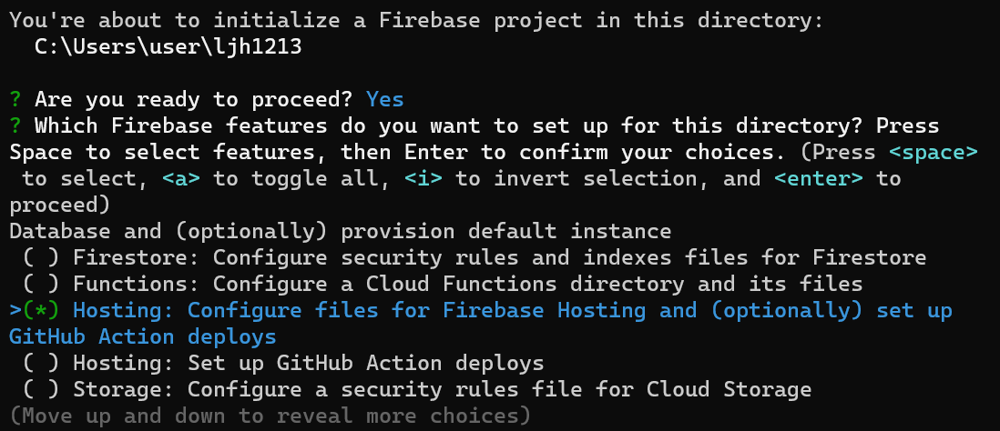 You're about to initialize a Firebase project in this directory:
  C:\Users\user\ljh1213

? Are you ready to proceed? Yes
? Which Firebase features do you want to set up for this directory? Press
Space to select features, then Enter to confirm your choices. (Press <space>
 to select, <a> to toggle all, <i> to invert selection, and <enter> to
proceed)
Database and (optionally) provision default instance
 ( ) Firestore: Configure security rules and indexes files for Firestore
 ( ) Functions: Configure a Cloud Functions directory and its files
>(*) Hosting: Configure files for Firebase Hosting and (optionally) set up
GitHub Action deploys
 ( ) Hosting: Set up GitHub Action deploys
 ( ) Storage: Configure a security rules file for Cloud Storage
(Move up and down to reveal more choices)